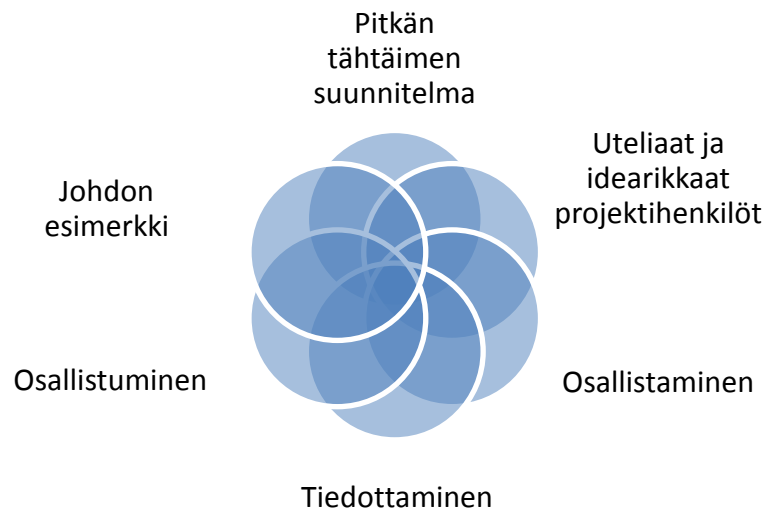 Pitkän
tähtäimen
suunnitelma
Uteliaat ja
idearikkaat
projektihenkilöt
Osallistaminen
Tiedottaminen
Osallistuminen
Johdon
esimerkki